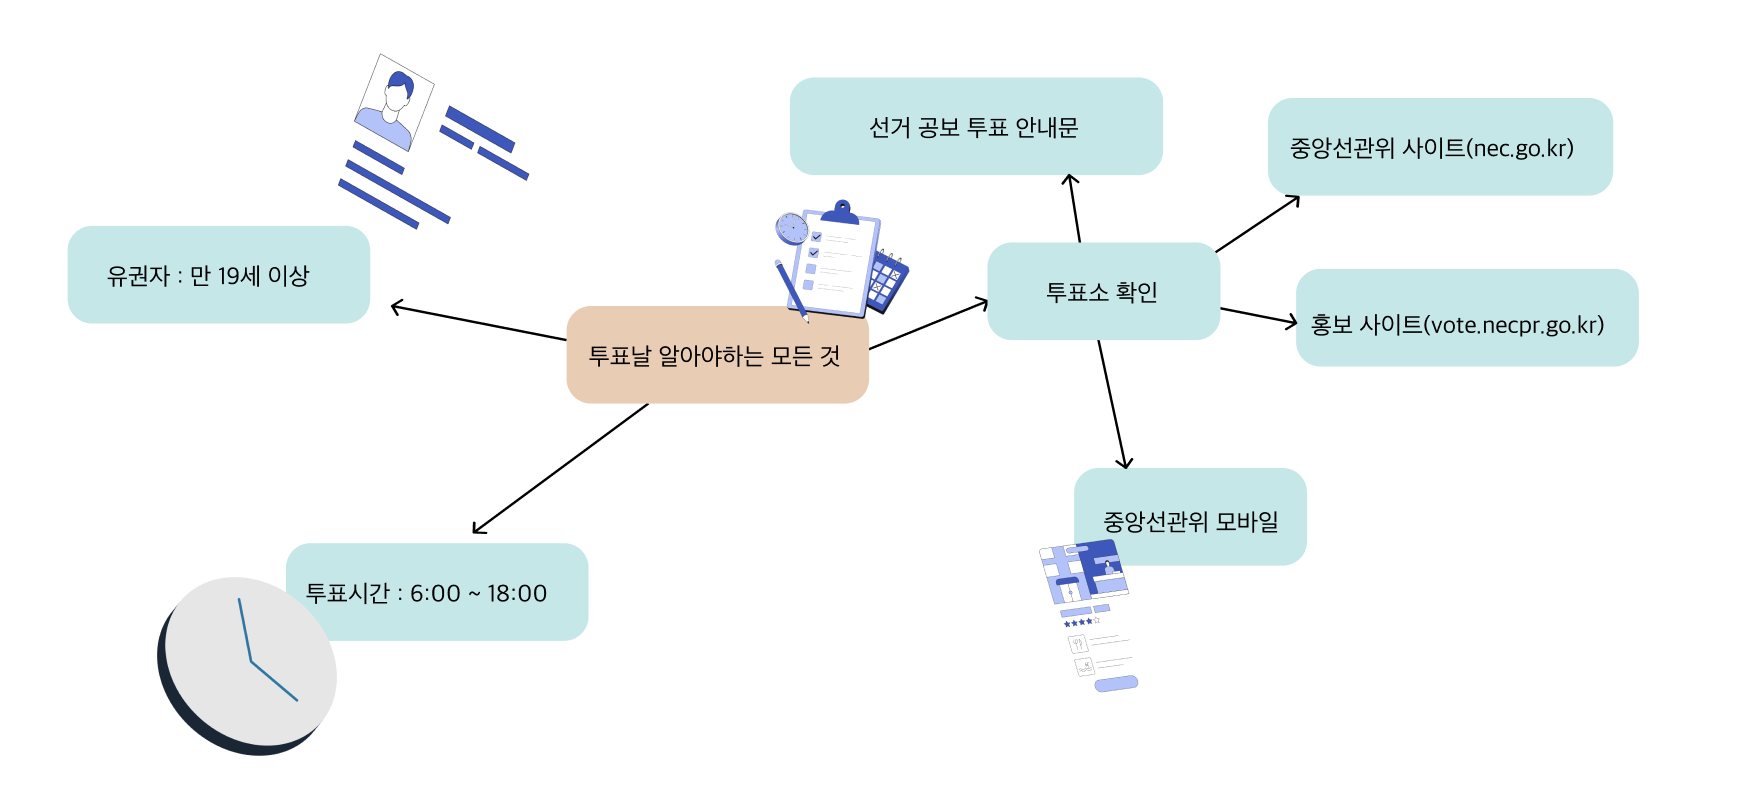 선거 공보 투표 안내문
중앙선관위 사이트(nec.go.kr)
유권자 : 만 19세 이상
투표소 확인
홍보 사이트(vote.necpr.go.kr)
투표날 알아야하는 모든 것
중앙선관위 모바일
투표시간 : 6:00 ~ 18:00